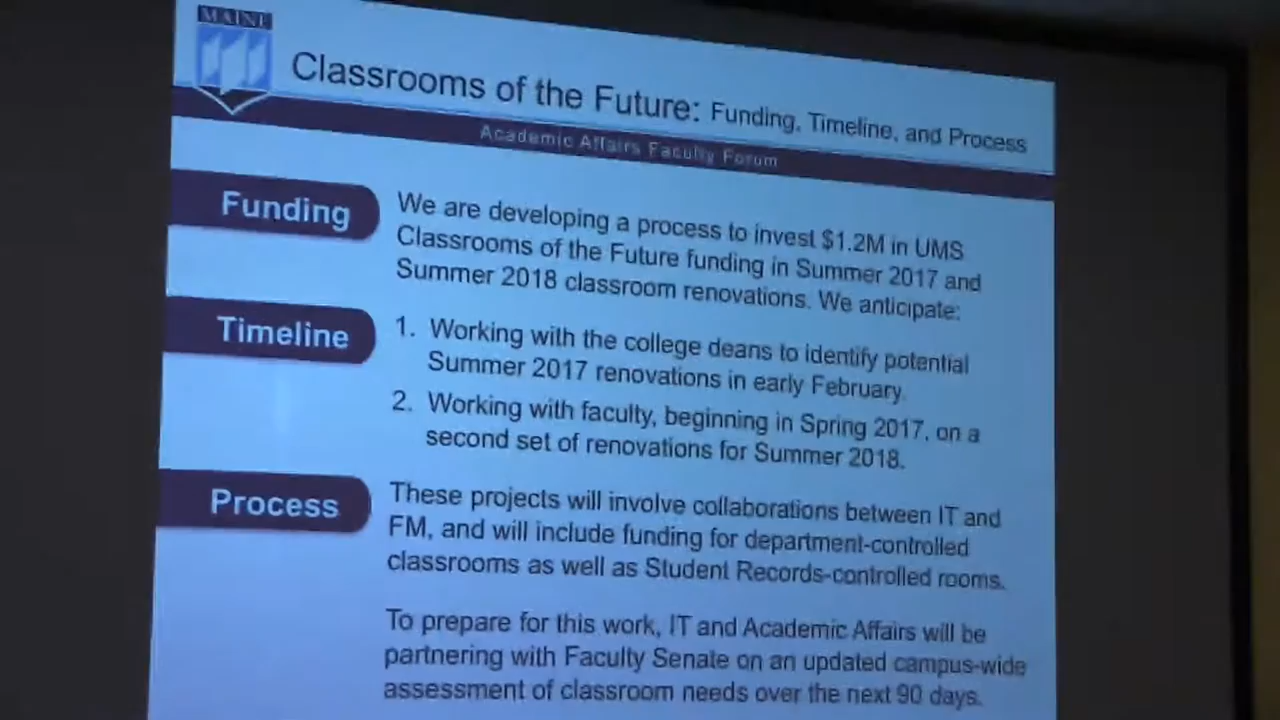 MAINE
Classrooms of the Future: Funding, Timeline, and Process
Academic Affairs Faculty Forum
Funding
We are developing a process to invest $1.2M in UMS
Classrooms of the Future funding in Summer 2017 and
Summer 2018 classroom renovations. We anticipate:
Timeline
1. Working with the college deans to identify potential
Summer 2017 renovations in early February.
2. Working with faculty, beginning in Spring 2017, on a
second set of renovations for Summer 2018.
Process
These projects will involve collaborations between IT and
FM, and will include funding for department-controlled
classrooms as well as Student Records-controlled rooms.
To prepare for this work, IT and Academic Affairs will be
partnering with Faculty Senate on an updated campus-wide
assessment of classroom needs over the next 90 days.